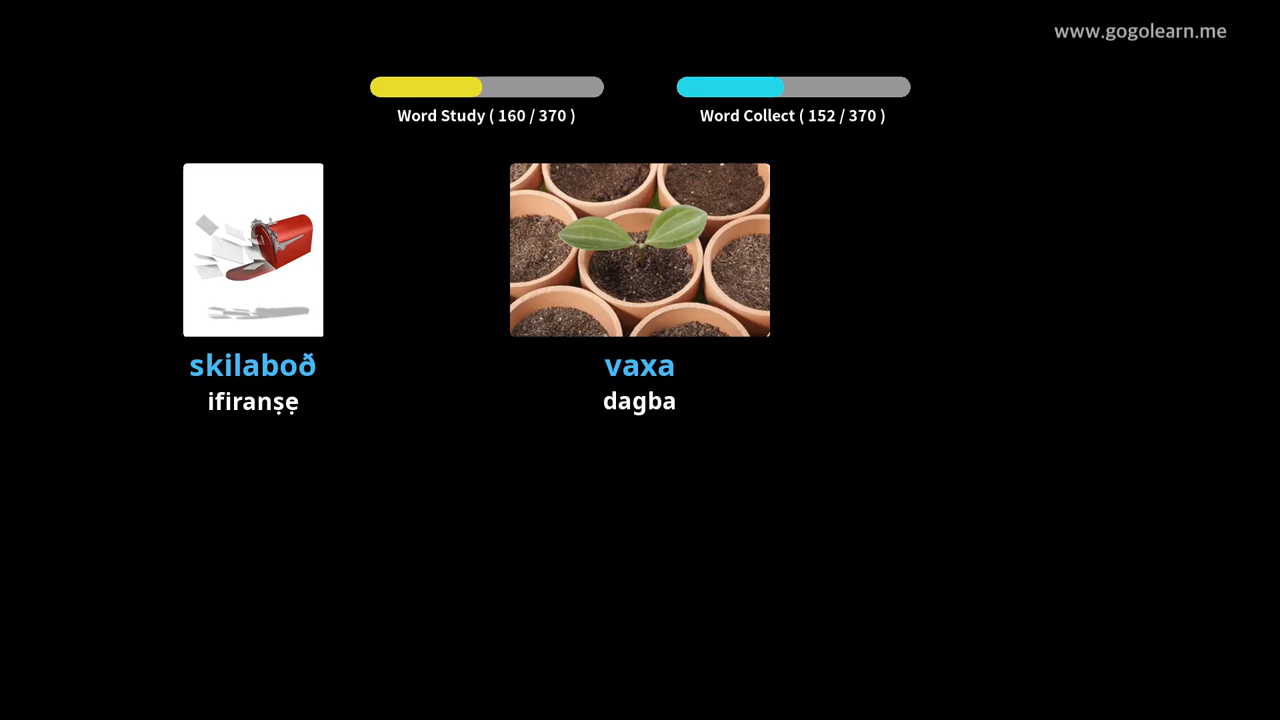 www.gogolearn.me
Word Study ( 160 / 370 )
Word Collect ( 152 / 370 )
skilaboð
ifiranṣẹ
vaxa
dagba